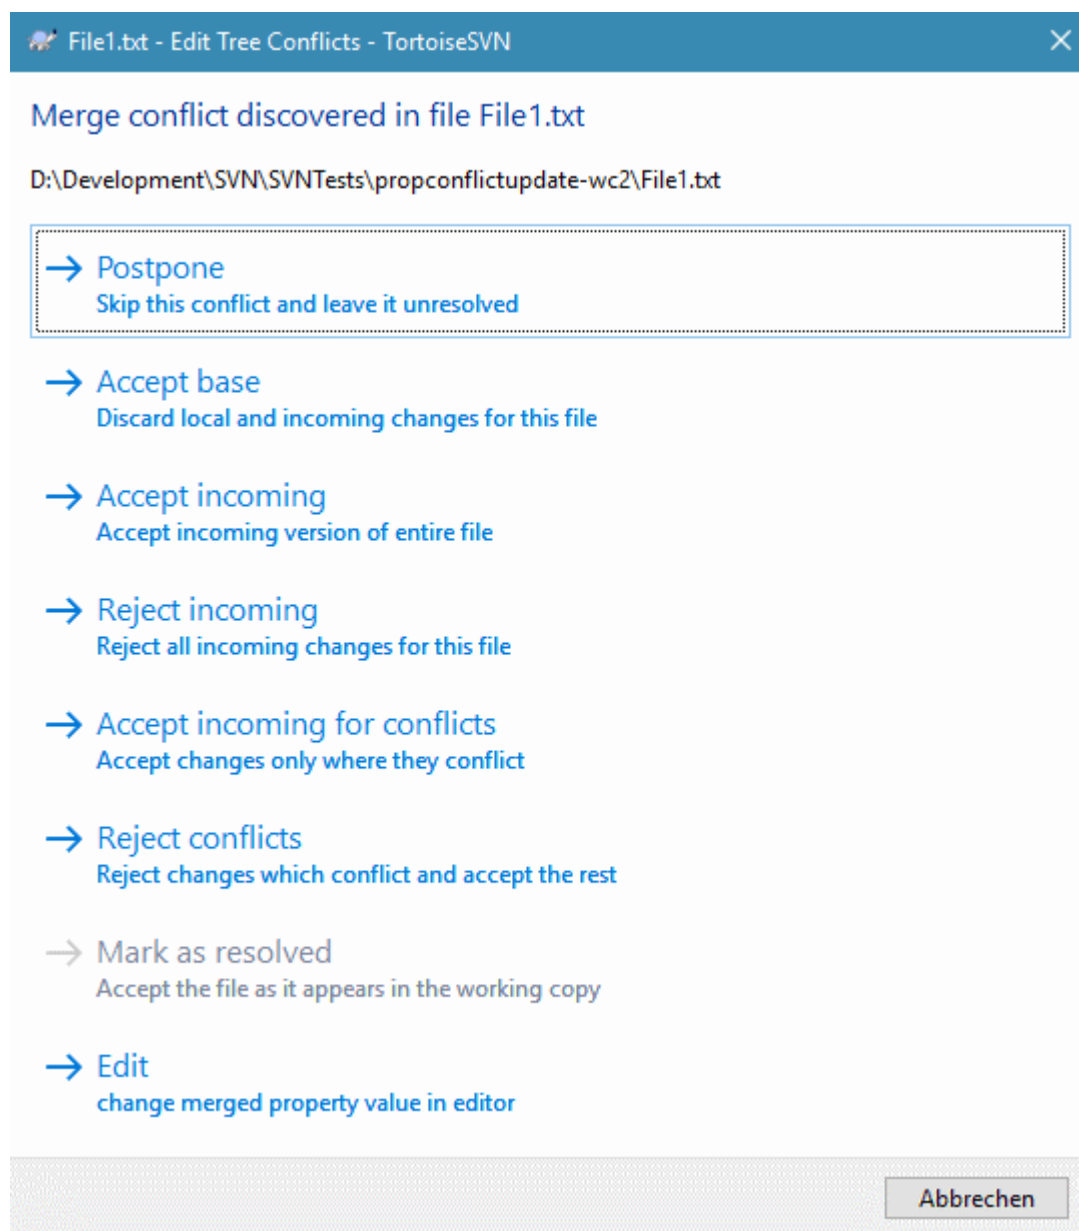 File1.txt - Edit Tree Conflicts - TortoiseSVN
Merge conflict discovered in file File1.txt
D:\Development\SVN\SVNTests\propconflictupdate-wc2\File1.txt
Postpone
Skip this conflict and leave it unresolved
Accept base
Discard local and incoming changes for this file
Accept incoming
Accept incoming version of entire file
Reject incoming
Reject all incoming changes for this file
Accept incoming for conflicts
Accept changes only where they conflict
Reject conflicts
Reject changes which conflict and accept the rest
Mark as resolved
Accept the file as it appears in the working copy
Edit
change merged property value in editor
Abbrechen